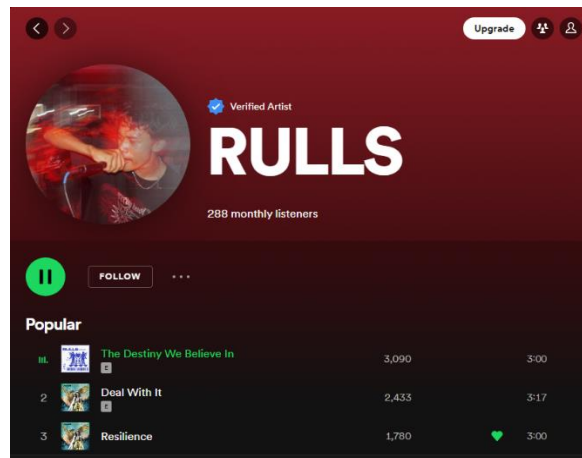 Upgrade
Verified Artist
RULLS
288 monthly listeners
FOLLOW
Popular
The Destiny We Believe In 3,090 3:00
E
2 Deal With It 2,433 3:17
E
3 Resilience 1,780 3:00